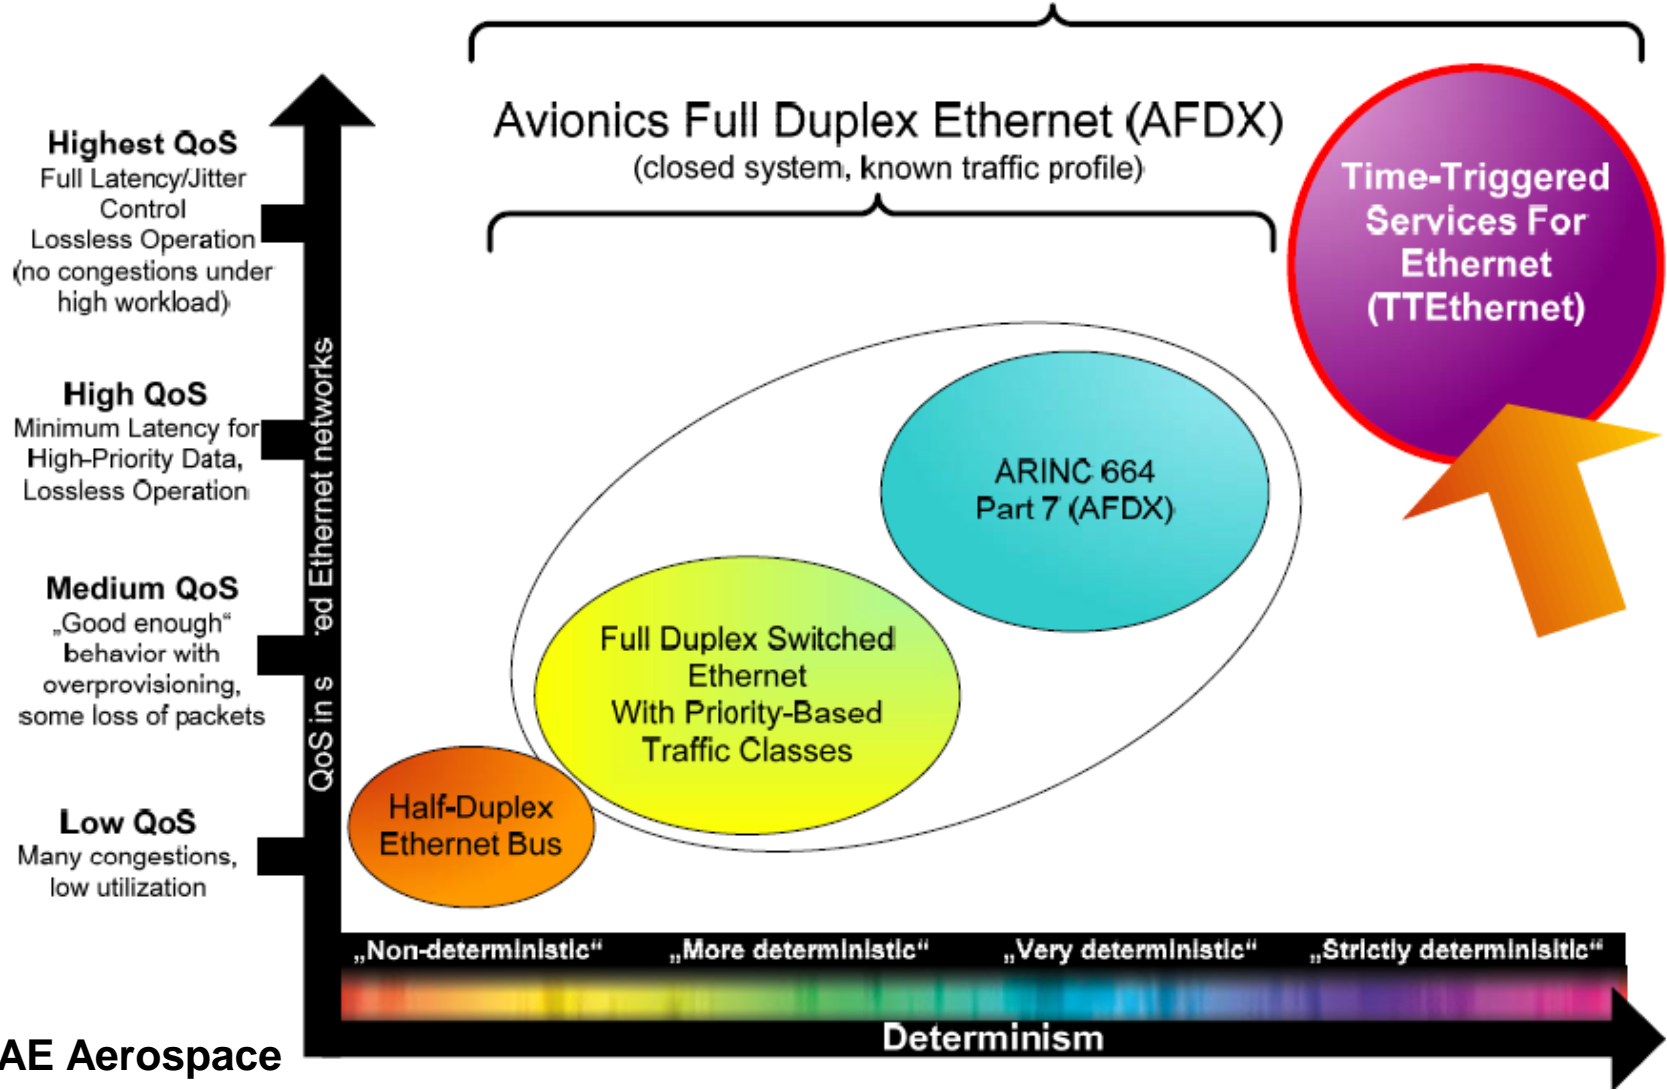 Avionics Full Duplex Ethernet (AFDX)
(closed system, known traffic profile)
Time-Triggered
Services For
Ethernet
(TTEthernet)
Highest QoS
Full Latency/Jitter
Control
Lossless Operation
(no congestions under
high workload)
High QoS
Minimum Latency for
High-Priority Data,
Lossless Operation
Medium QoS
„Good enough“
behavior with
overprovisioning,
some loss of packets
Low QoS
Many congestions,
low utilization
QoS in s red Ethernet networks
ARINC 664
Part 7 (AFDX)
Full Duplex Switched
Ethernet
With Priority-Based
Traffic Classes
Half-Duplex
Ethernet Bus
„Non-deterministic“ „More deterministic“ „Very deterministic“ „Strictly determinisitic“
Determinism
AE Aerospace